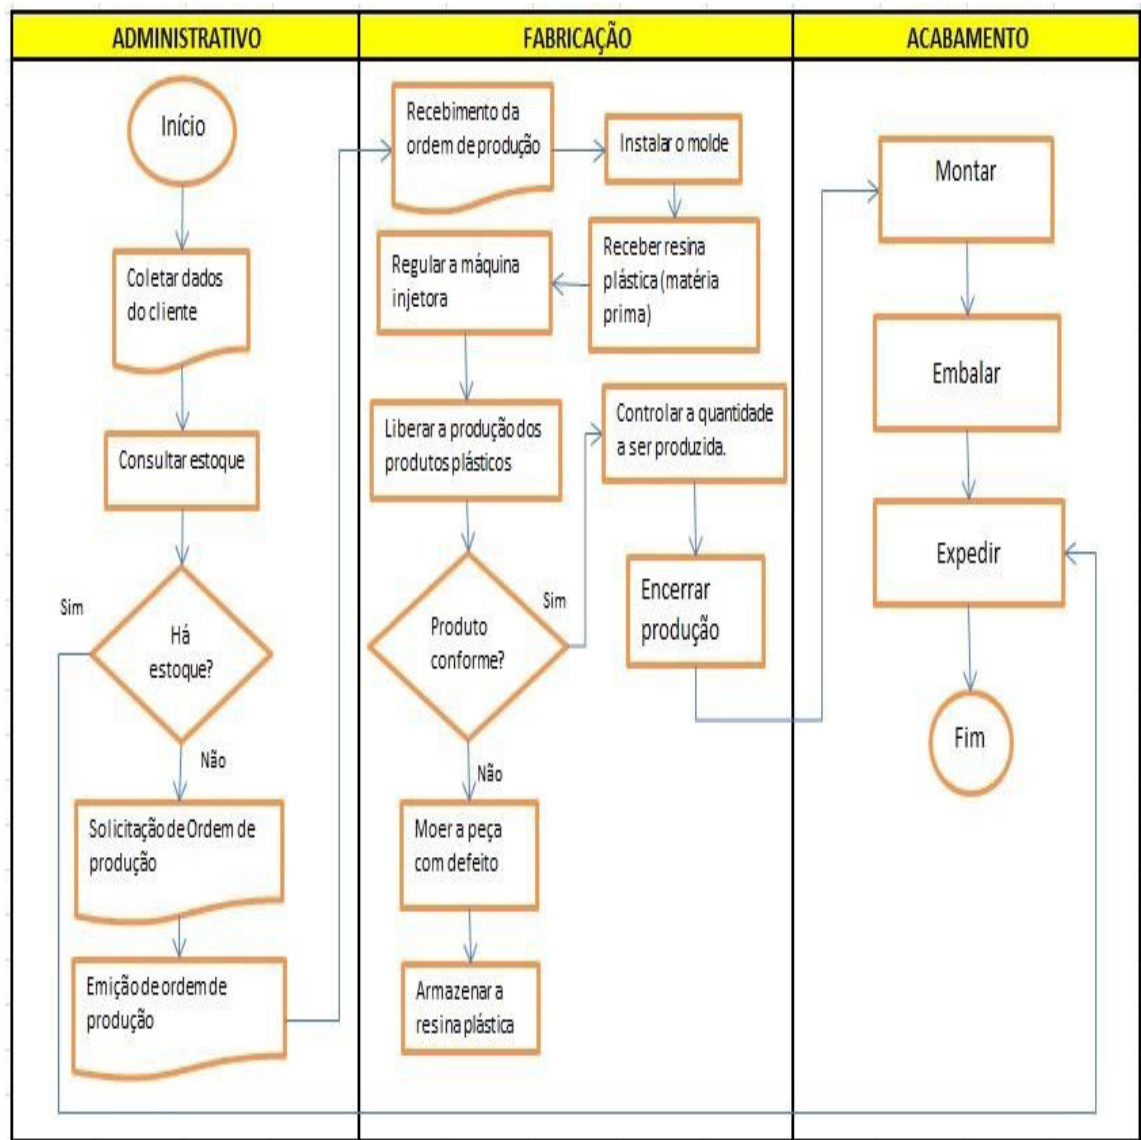 ADMINISTRATIVO
FABRICAÇÃO
ACABAMENTO
Início
Coletar dados
do cliente
Consultar estoque
Há
estoque?
Sim
Não
Solicitação de Ordem de
produção
Emição de ordem de
produção
Recebimento da
ordem de produção
Instalar o molde
Receber resina
plástica (matéria
prima)
Regular a máquina
injetora
Liberar a produção dos
produtos plásticos
Produto
conforme?
Sim
Não
Controlar a quantidade
a ser produzida.
Encerrar
produção
Moer a peça
com defeito
Armazenar a
resina plástica
Montar
Embalar
Expedir
Fim